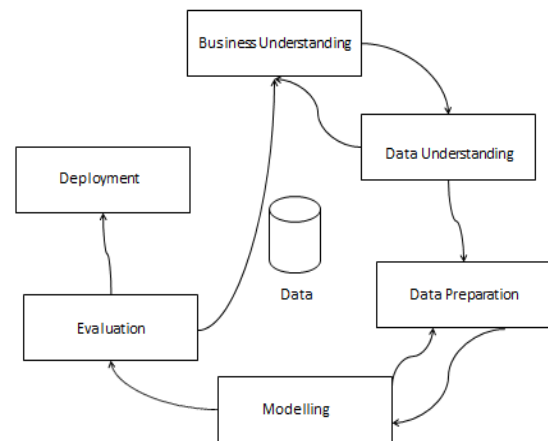 Business Understanding
Data Understanding
Deployment
Data
Data Preparation
Evaluation
Modelling